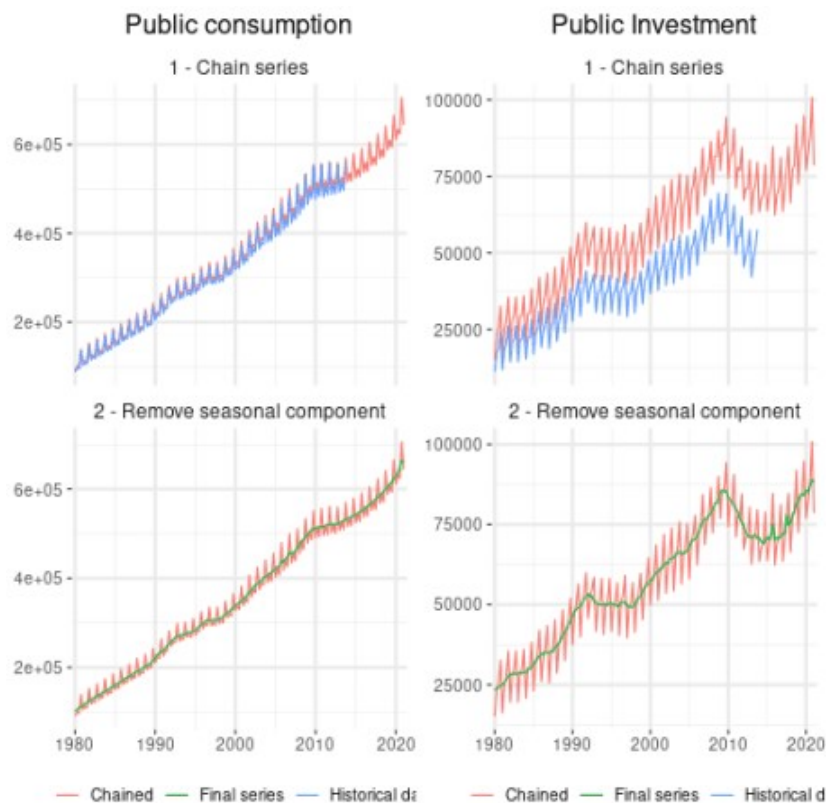 Public consumption
Public Investment
1 - Chain series
1 - Chain series
6e+05
4e+05
2e+05
100000
75000
50000
25000
2 - Remove seasonal component
2 - Remove seasonal component
6e+05
4e+05
2e+05
100000
75000
50000
25000
1980 1990 2000 2010 2020
1980 1990 2000 2010 2020
Chained Final series Historical da
Chained Final series Historical d